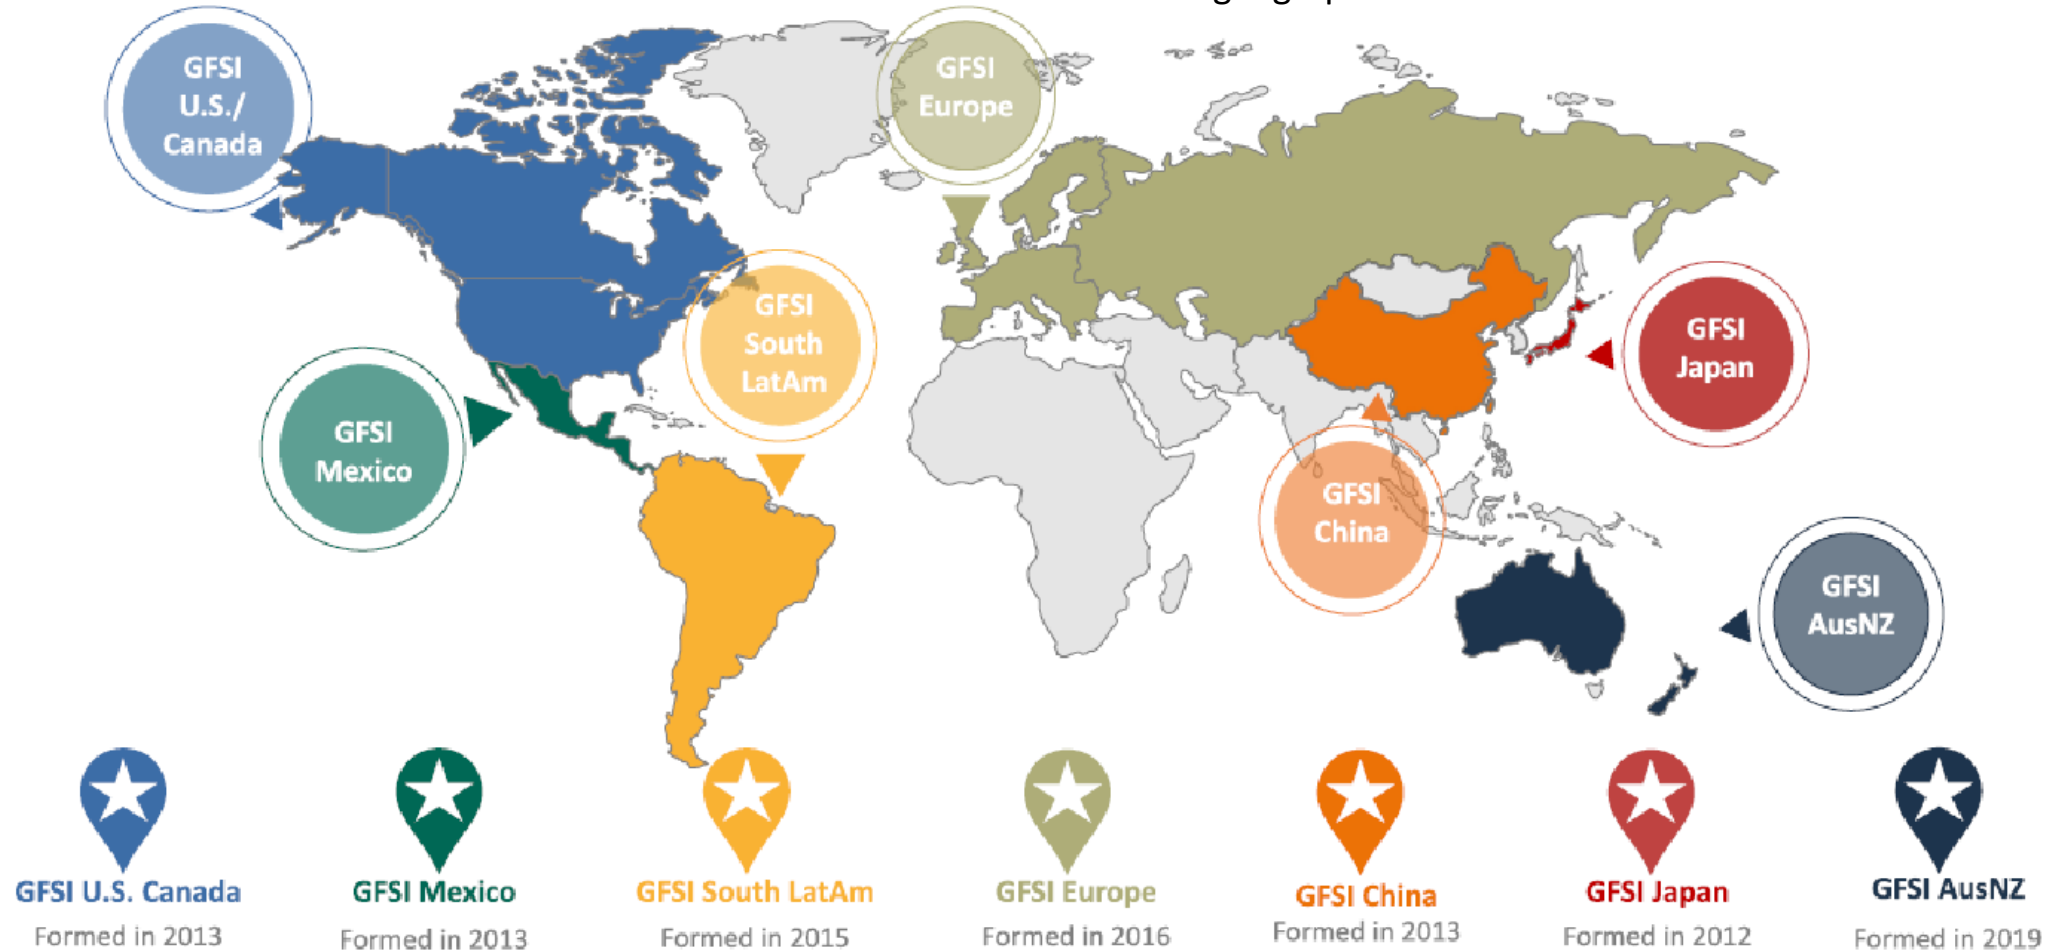 GFSI
U.S./
Canada
GFSI
Europe
GFSI
South
LatAm
GFSI
Japan
GFSI
Mexico
GFSI
China
GFSI
AusNZ
GFSI U.S. Canada
Formed in 2013
GFSI Mexico
Formed in 2013
GFSI South LatAm
Formed in 2015
GFSI Europe
Formed in 2016
GFSI China
Formed in 2013
GFSI Japan
Formed in 2012
GFSI AusNZ
Formed in 2019